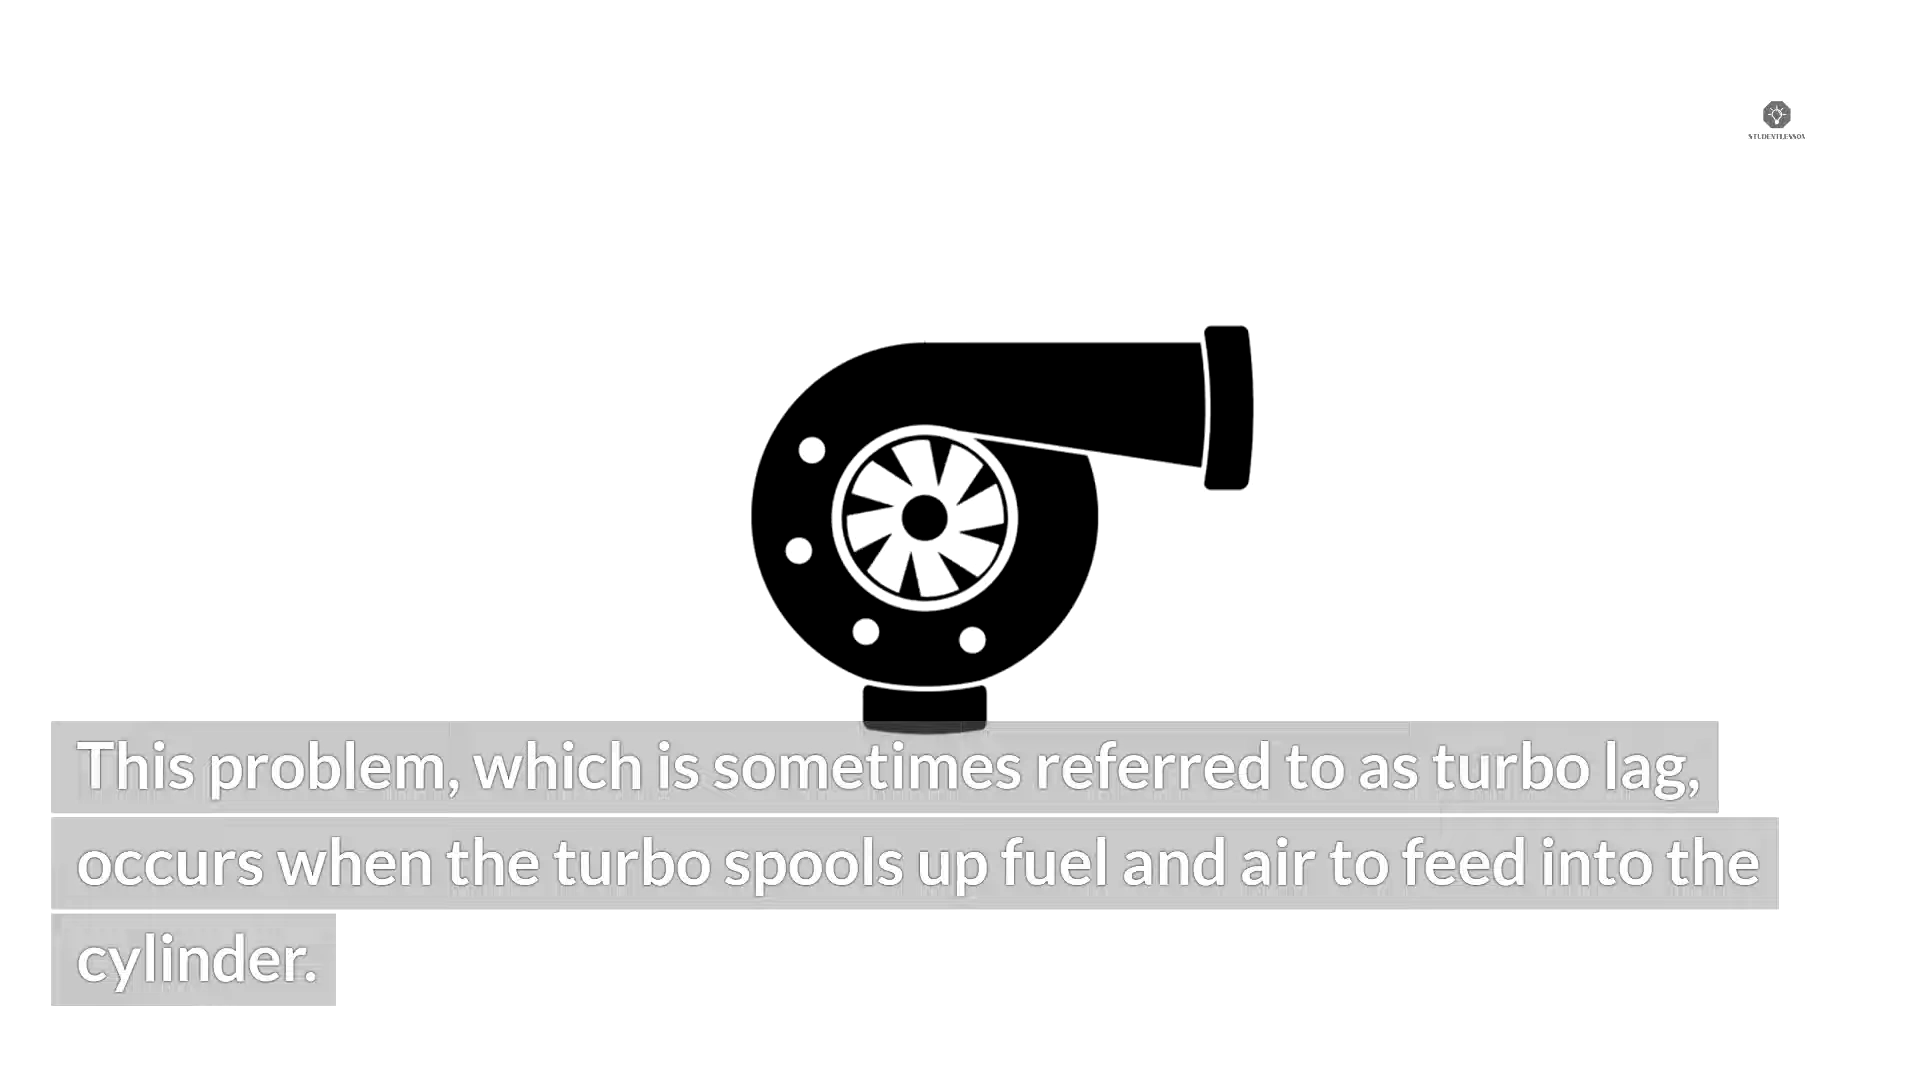 STUDENTLESSON
This problem, which is sometimes referred to as turbo lag,
occurs when the turbo spools up fuel and air to feed into the
cylinder.